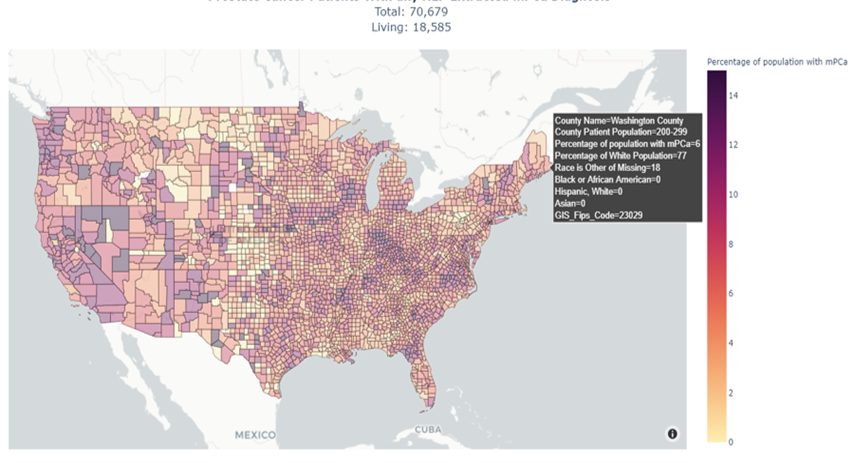 Total: 70,679
Living: 18,585
Percentage of population with mPCa
14
12
10
8
6
4
2
0
County Name=Washington County
County Patient Population=200-299
Percentage of population with mPCa=6
Percentage of White Population=77
Race is Other of Missing=18
Black or African American=0
Hispanic, White=0
Asian=0
GIS_Fips_Code=23029
MEXICO
CUBA